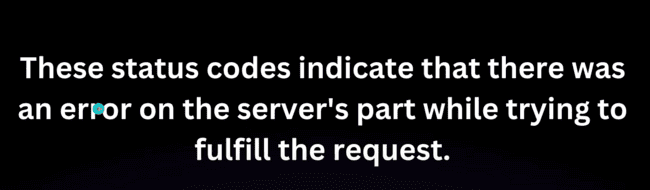 These status codes indicate that there was
an error on the server's part while trying to
fulfill the request.